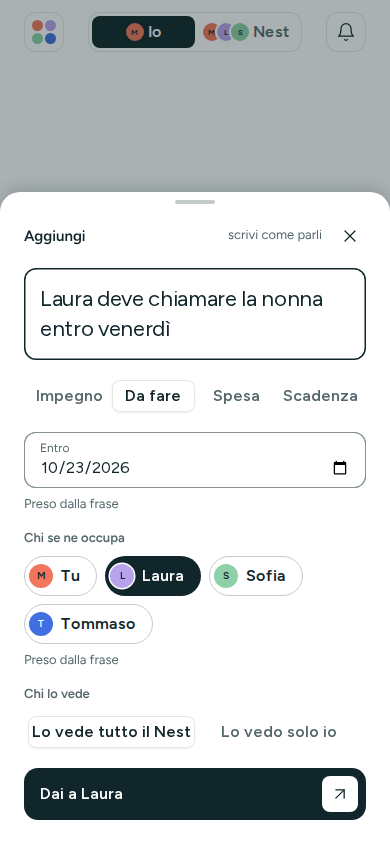 M Io
M L S Nest
Aggiungi
scrivi come parli
Laura deve chiamare la nonna
entro venerdì
Impegno
Da fare
Spesa
Scadenza
Entro
10/23/2026
Preso dalla frase
Chi se ne occupa
M Tu
L Laura
S Sofia
T Tommaso
Preso dalla frase
Chi lo vede
Lo vede tutto il Nest
Lo vedo solo io
Dai a Laura